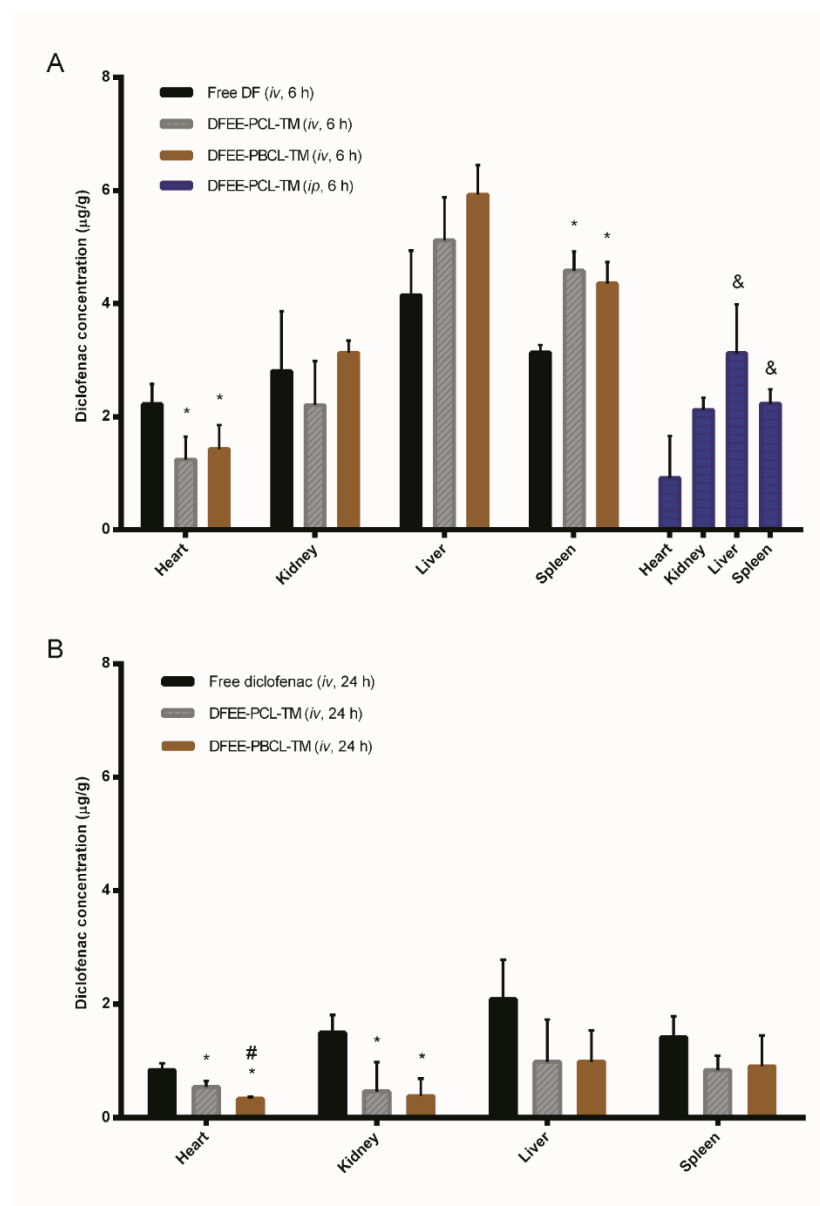 A
Diclofenac concentration (µg/g)
8
6
4
2
0
Free DF (iv, 6 h)
DFEE-PCL-TM (iv, 6 h)
DFEE-PBCL-TM (iv, 6 h)
DFEE-PCL-TM (ip, 6 h)
* *
* *
&
&
Heart Kidney Liver Spleen Heart Kidney Liver Spleen
B
Diclofenac concentration (µg/g)
8
6
4
2
0
Free diclofenac (iv, 24 h)
DFEE-PCL-TM (iv, 24 h)
DFEE-PBCL-TM (iv, 24 h)
#
* *
* *
Heart Kidney Liver Spleen